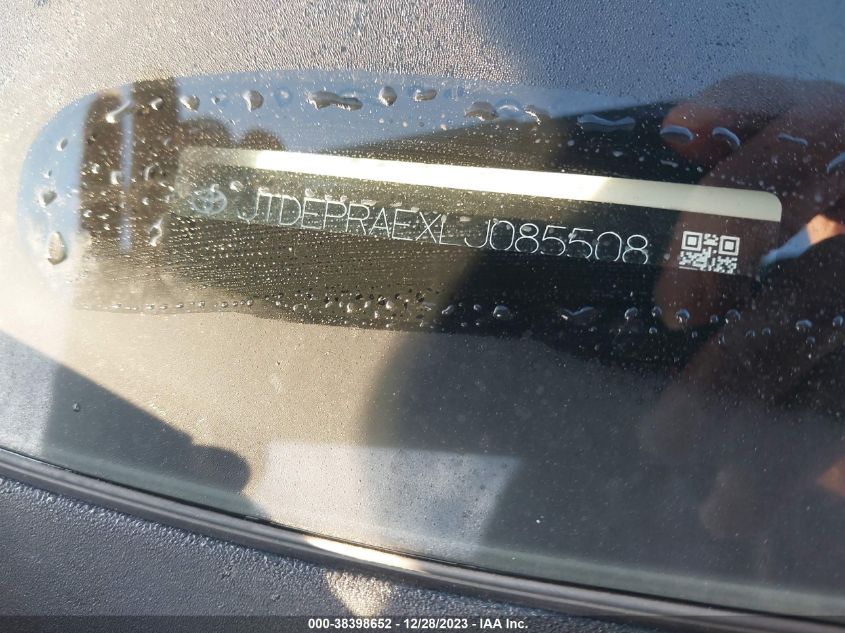 JTDEPRAEXLJ085508
000-38398652 - 12/28/2023 - IAA Inc.